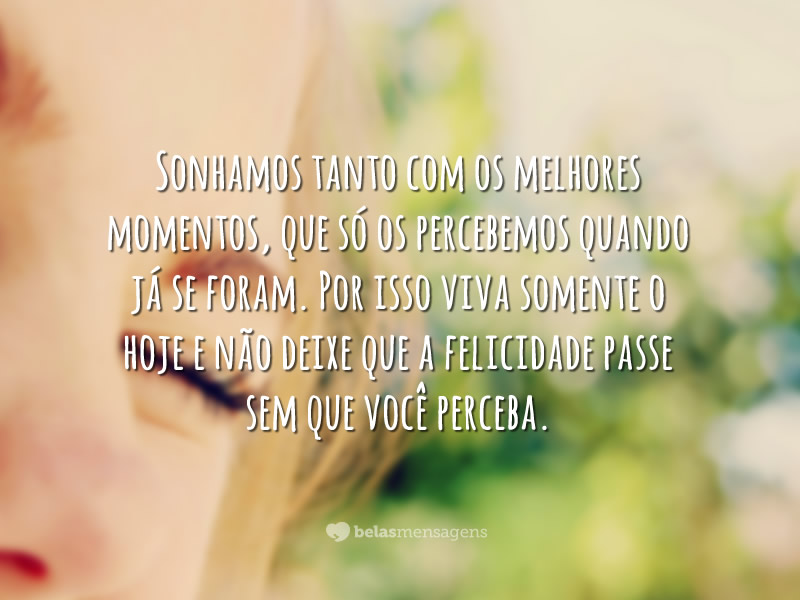 Sonhamos tanto com os melhores
momentos, que só os percebemos quando
já se foram. Por isso viva somente o
hoje e não deixe que a felicidade passe
sem que você perceba.
belasmensagens